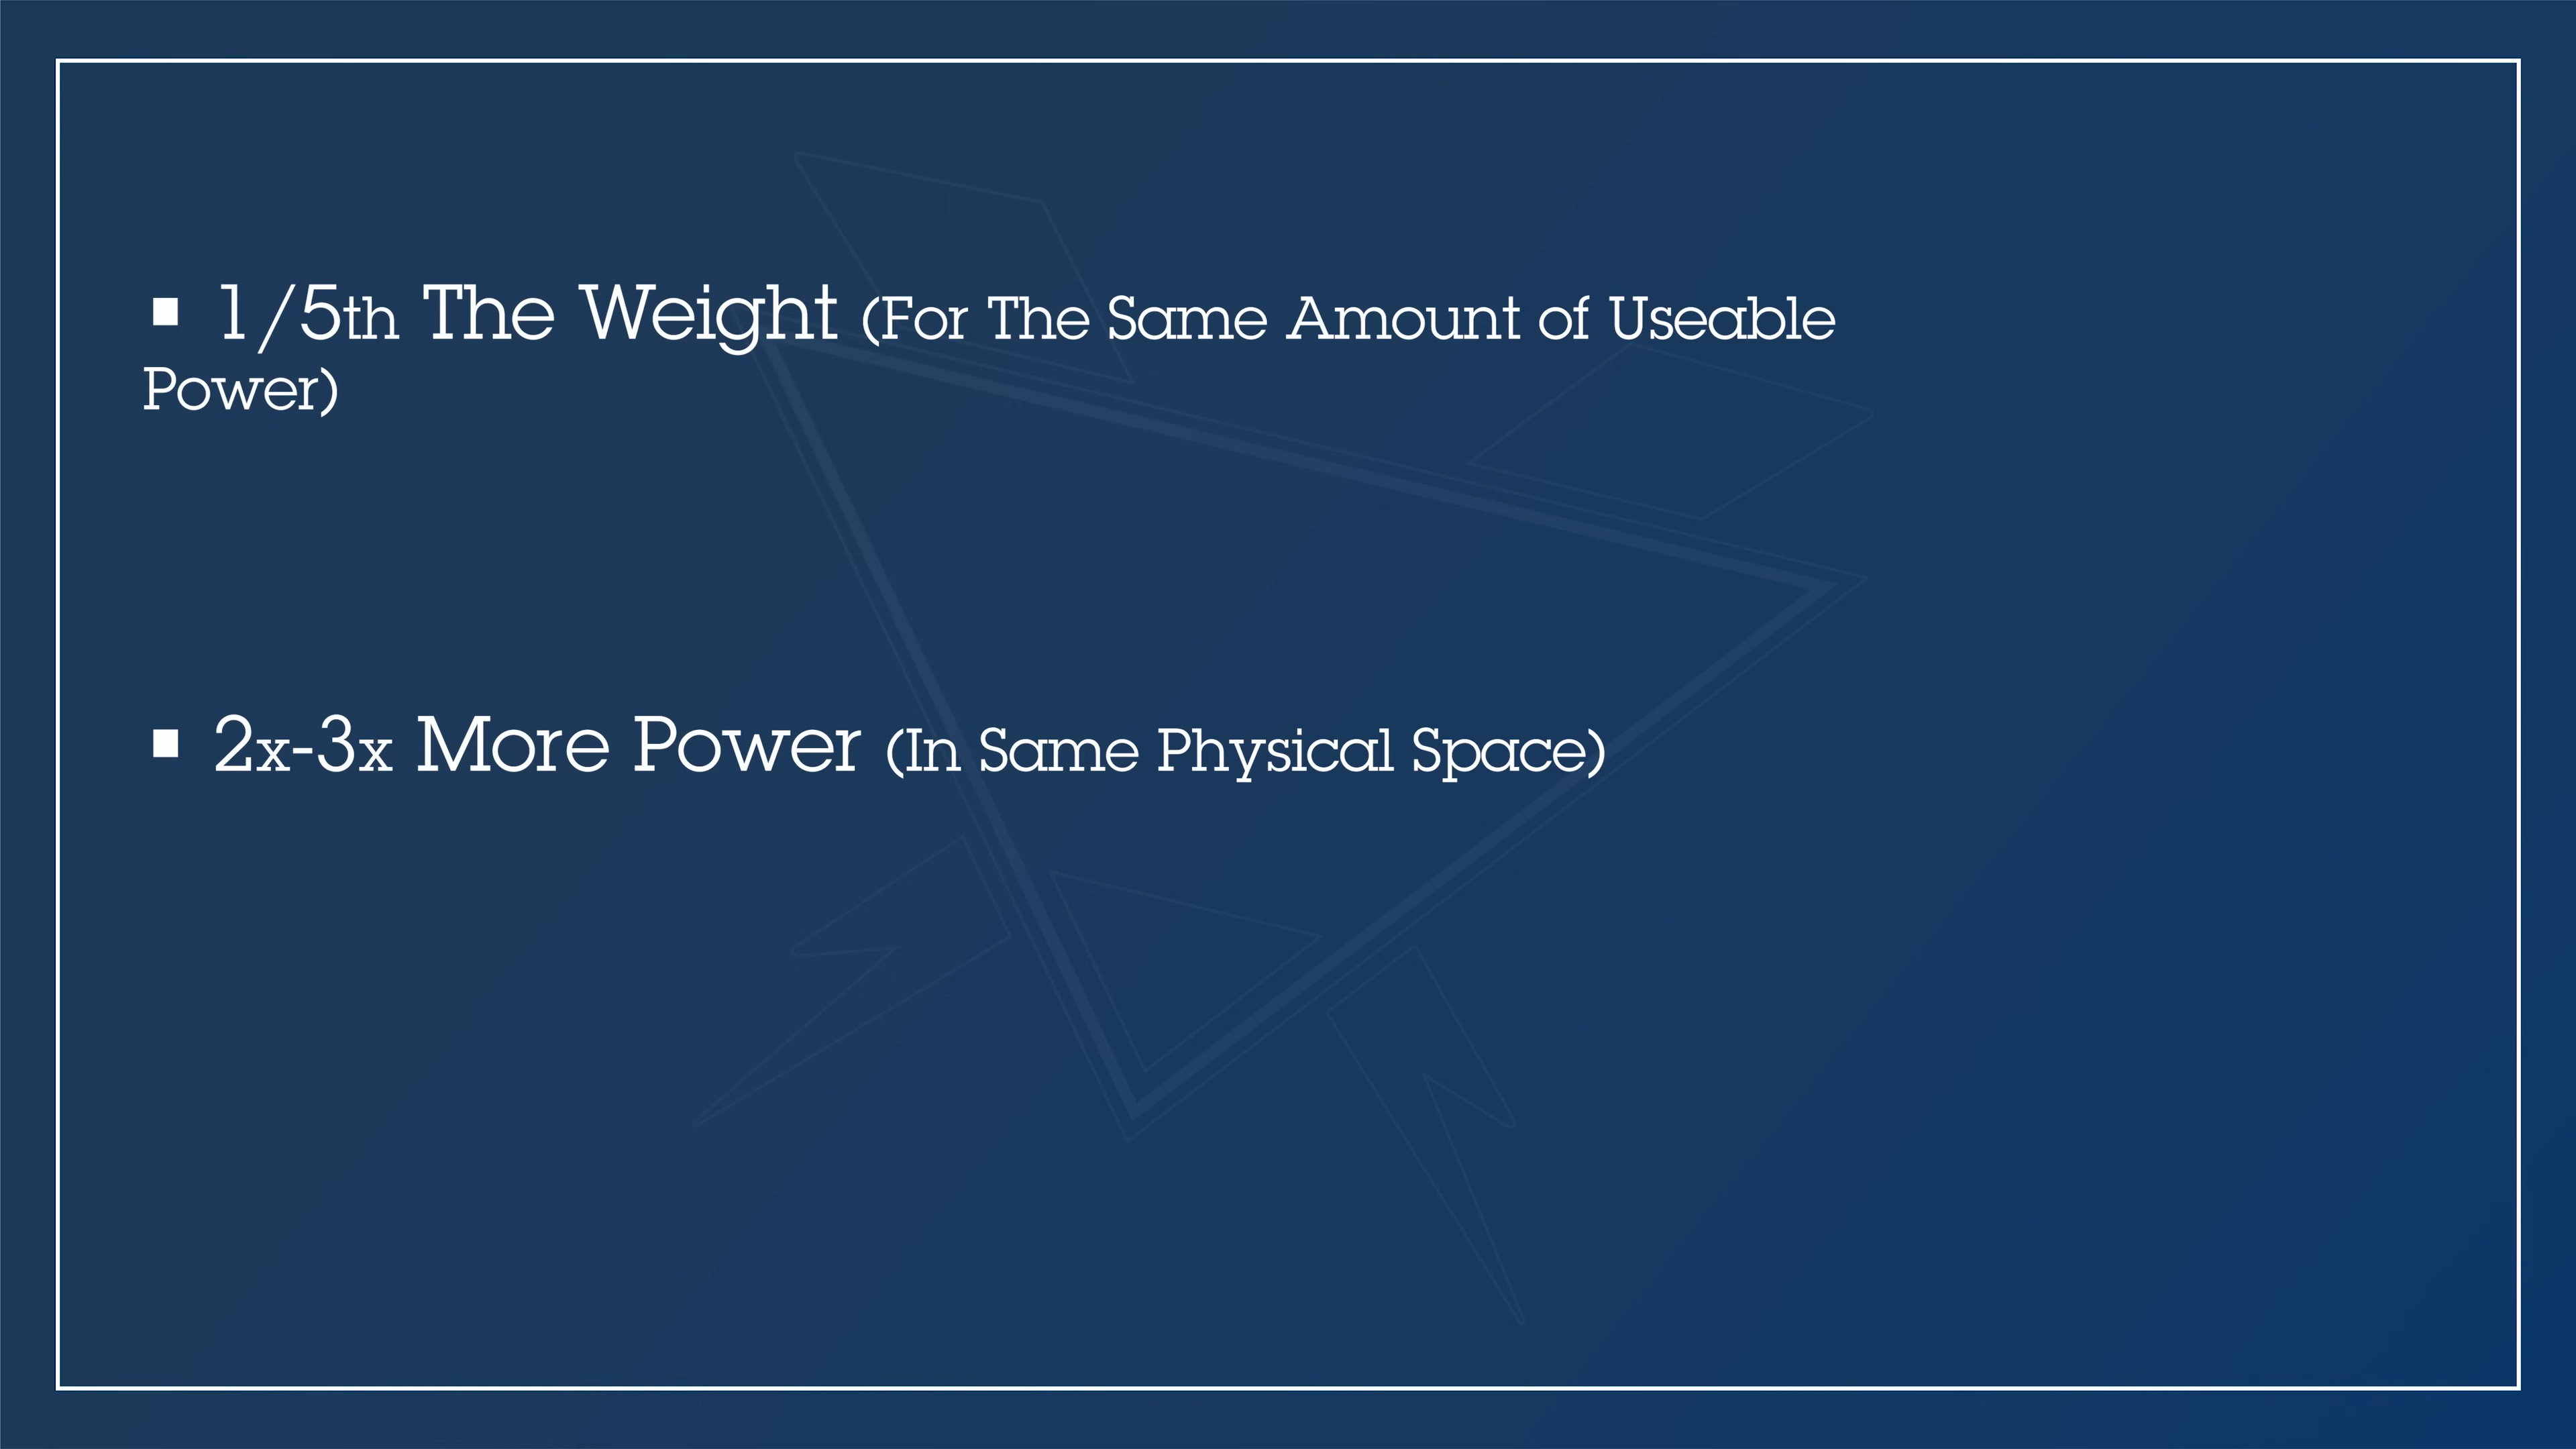 ▪ 1/5th The Weight (For The Same Amount of Useable
Power)
▪ 2x-3x More Power (In Same Physical Space)